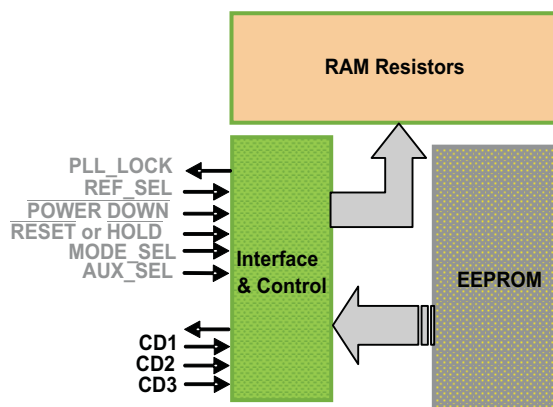 RAM Resistors
PLL_LOCK
REF_SEL
POWER DOWN
RESET or HOLD
MODE_SEL
AUX_SEL
Interface
& Control
EEPROM
CD1
CD2
CD3